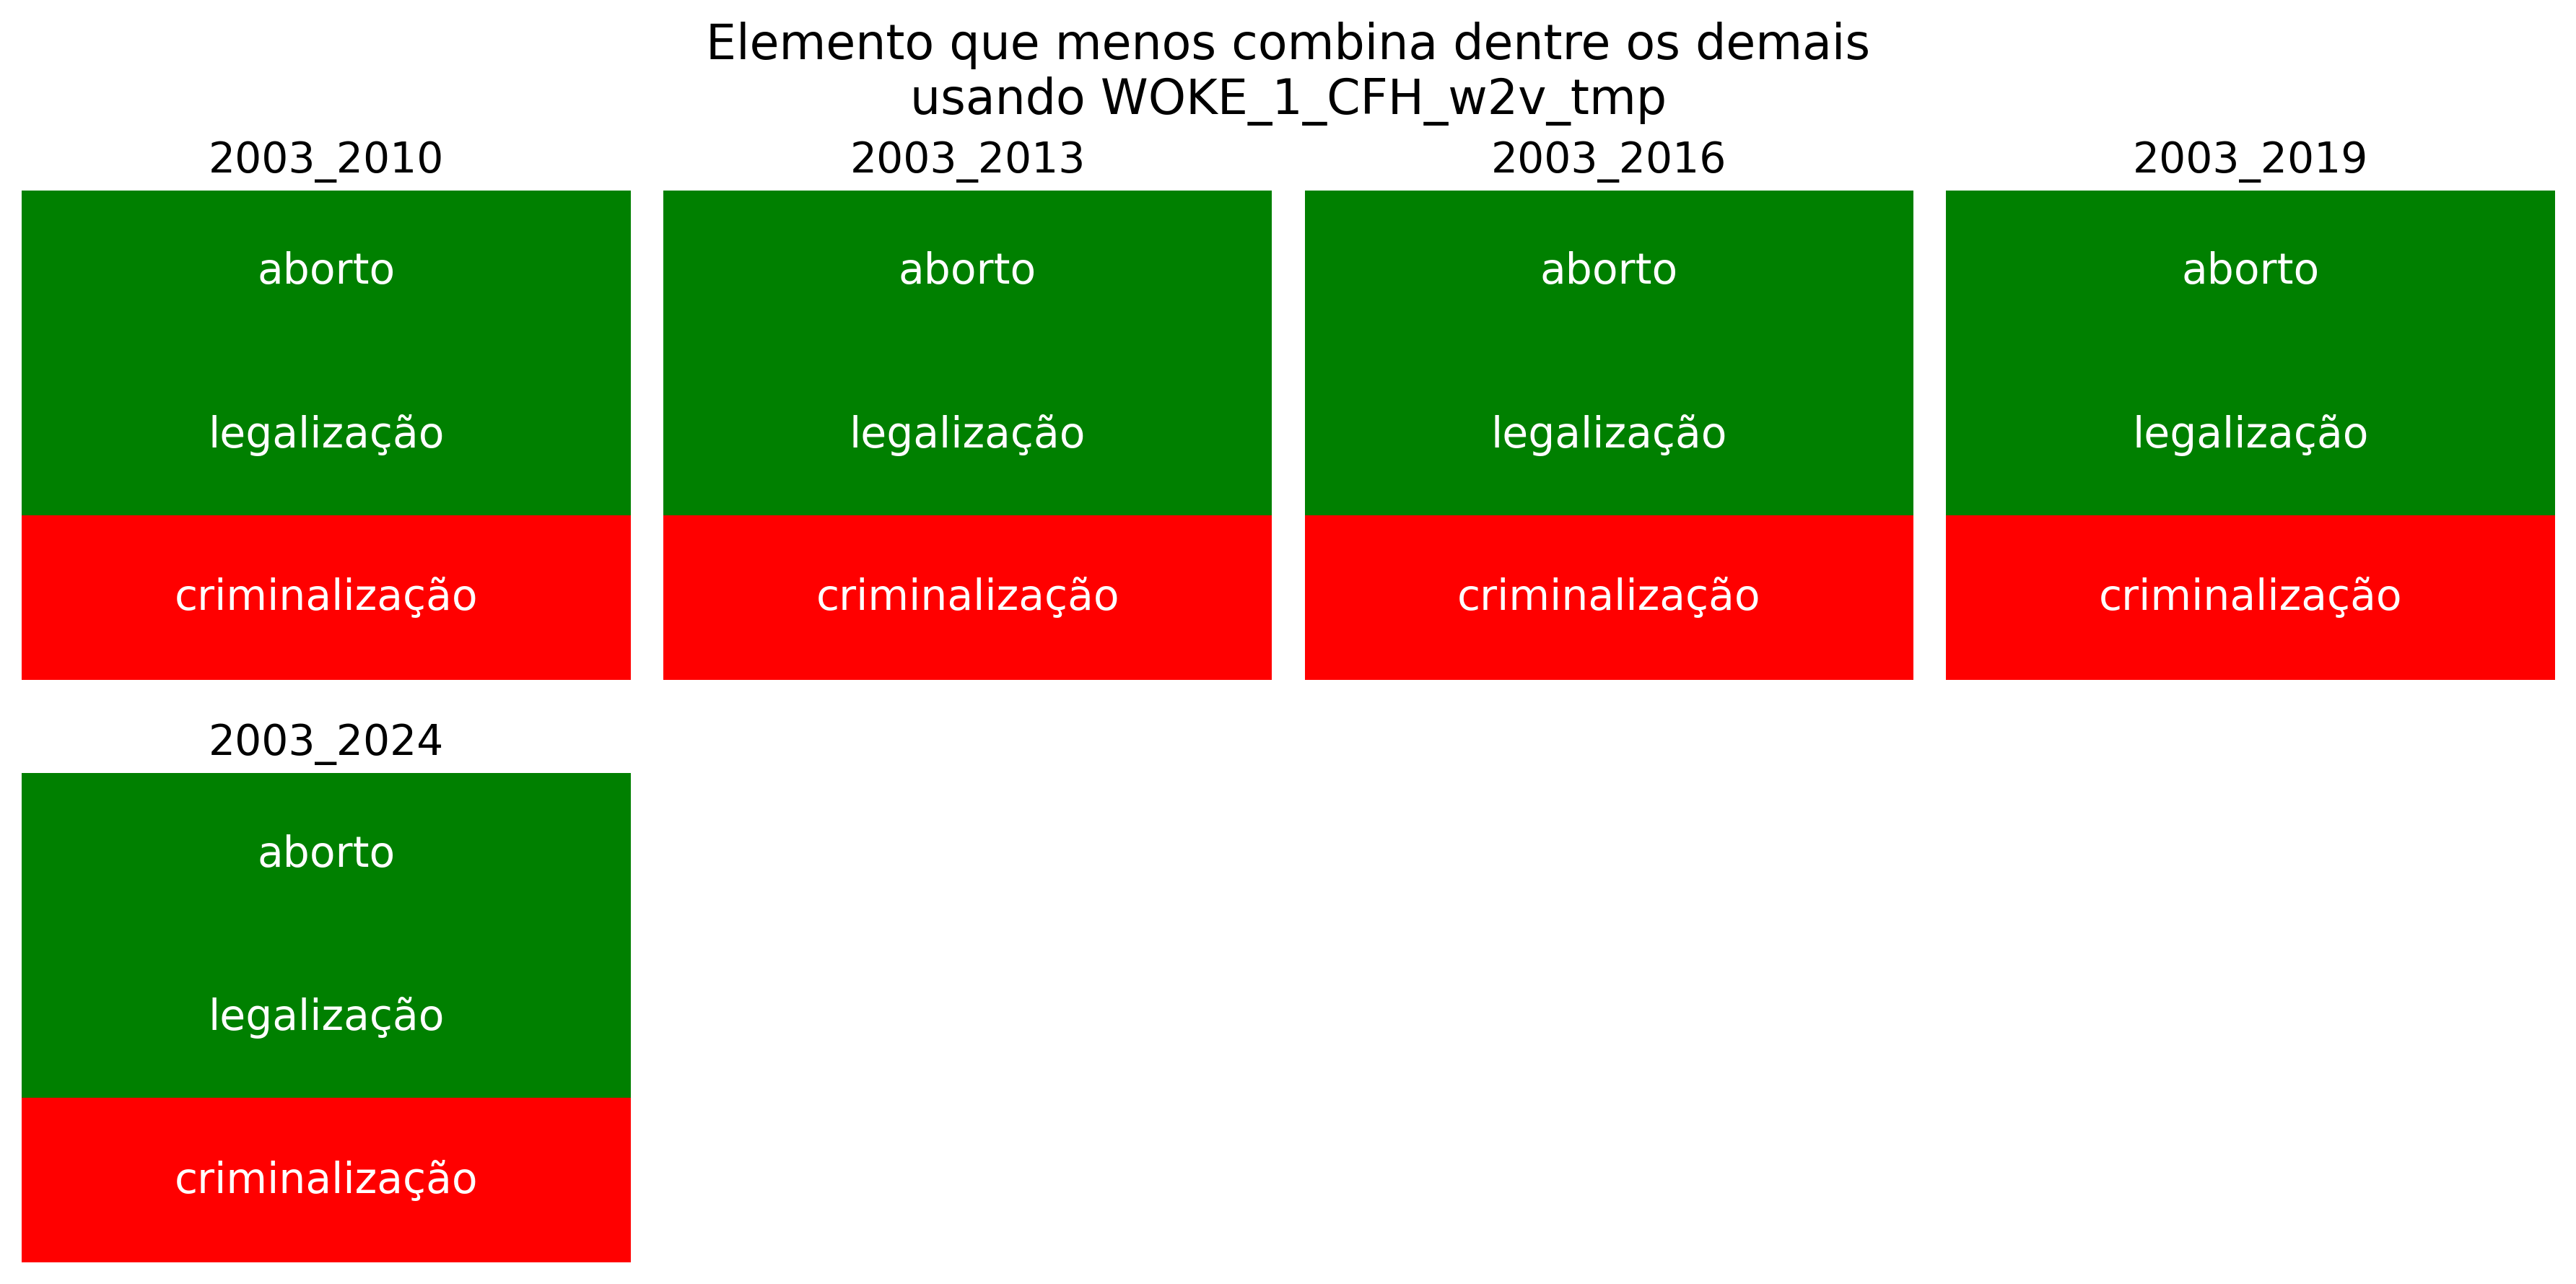 Elemento que menos combina dentre os demais
usando WOKE_1_CFH_w2v_tmp
2003_2010
aborto
legalização
criminalização
2003_2013
aborto
legalização
criminalização
2003_2016
aborto
legalização
criminalização
2003_2019
aborto
legalização
criminalização
2003_2024
aborto
legalização
criminalização